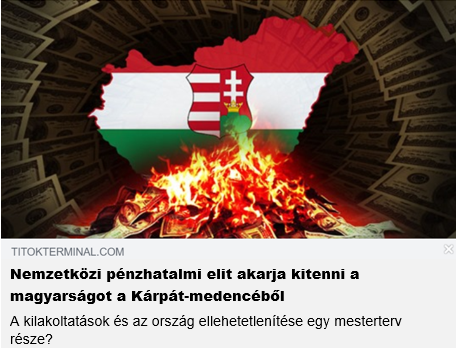 TITOKTERMINAL.COM
Nemzetközi pénzhatalmi elit akarja kitenni a
magyarságot a Kárpát-medencéből
A kilakoltatások és az ország ellehetetlenítése egy mesterterv
része?